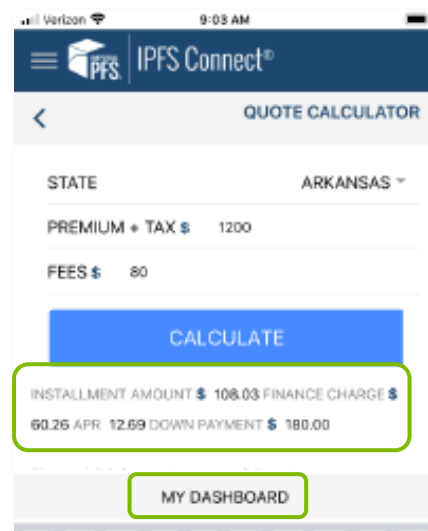 Verizon 9:03 AM
IPFS IPFS Connect®
QUOTE CALCULATOR
STATE ARKANSAS
PREMIUM + TAX $ 1200
FEES $ 80
CALCULATE
INSTALLMENT AMOUNT $ 108.03 FINANCE CHARGE $
60.26 APR 12.69 DOWN PAYMENT $ 180.00
MY DASHBOARD